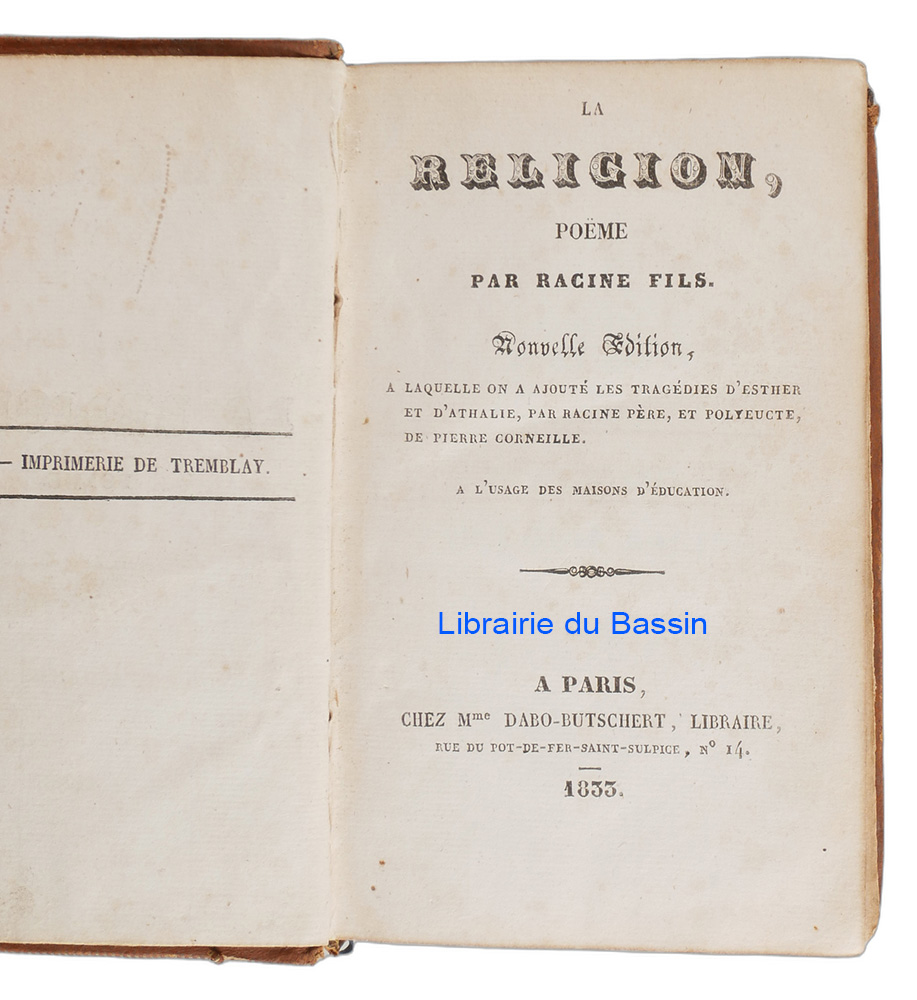 — IMPRIMERIE DE TREMBLAY.
LA
RELIGION,
POËME
PAR RACINE FILS.
Nouvelle Edition,
A LAQUELLE ON A AJOUTÉ LES TRAGÉDIES D'ESTHER
ET D'ATHALIE, PAR RACINE PÈRE, ET POLYEUCTE,
DE PIERRE CORNEILLE.
A L'USAGE DES MAISONS D'ÉDUCATION.
Librairie du Bassin
A PARIS,
CHEZ Mme DABO-BUTSCHERT, LIBRAIRE,
RUE DU POT-DE-FER-SAINT-SULPICE, No 14.
1833.